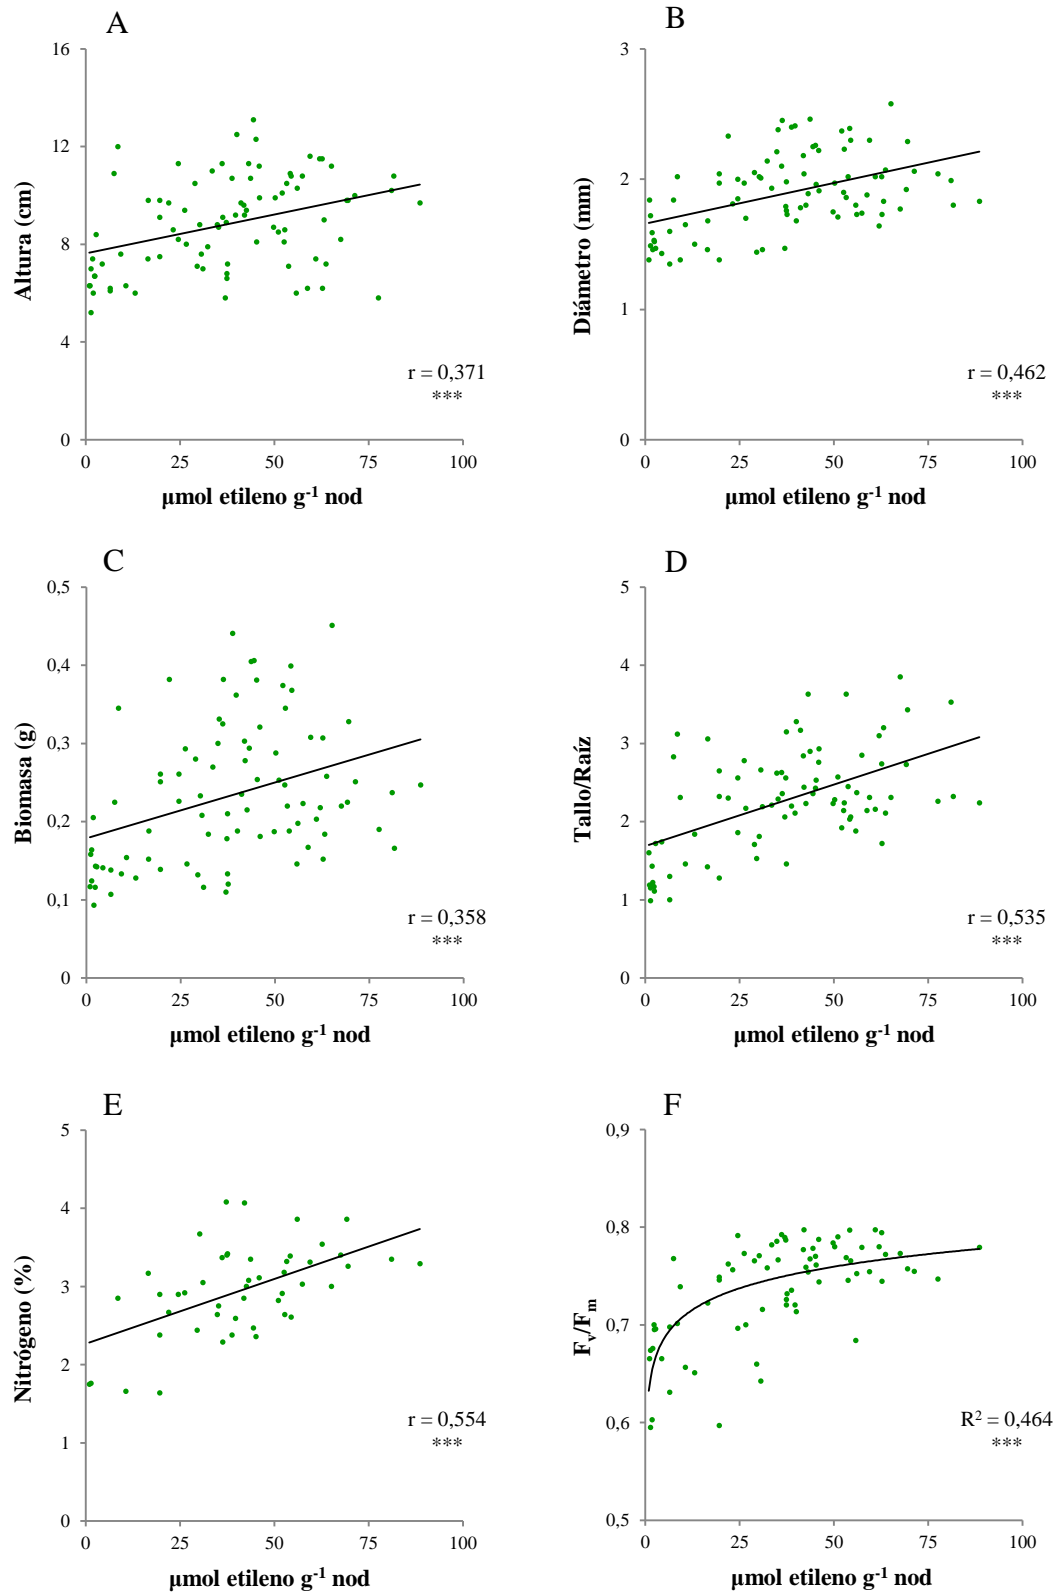 A
16
12
8
4
0
Altura (cm)
r = 0,371
***
0 25 50 75 100
µmol etileno g-1 nod
B
3
2
1
0
Diámetro (mm)
r = 0,462
***
0 25 50 75 100
µmol etileno g-1 nod
C
0,5
0,4
0,3
0,2
0,1
0
Biomasa (g)
r = 0,358
***
0 25 50 75 100
µmol etileno g-1 nod
D
5
4
3
2
1
0
Tallo/Raíz
r = 0,535
***
0 25 50 75 100
µmol etileno g-1 nod
E
5
4
3
2
1
0
Nitrógeno (%)
r = 0,554
***
0 25 50 75 100
µmol etileno g-1 nod
F
0,9
0,8
0,7
0,6
0,5
Fv/Fm
R2 = 0,464
***
0 25 50 75 100
µmol etileno g-1 nod